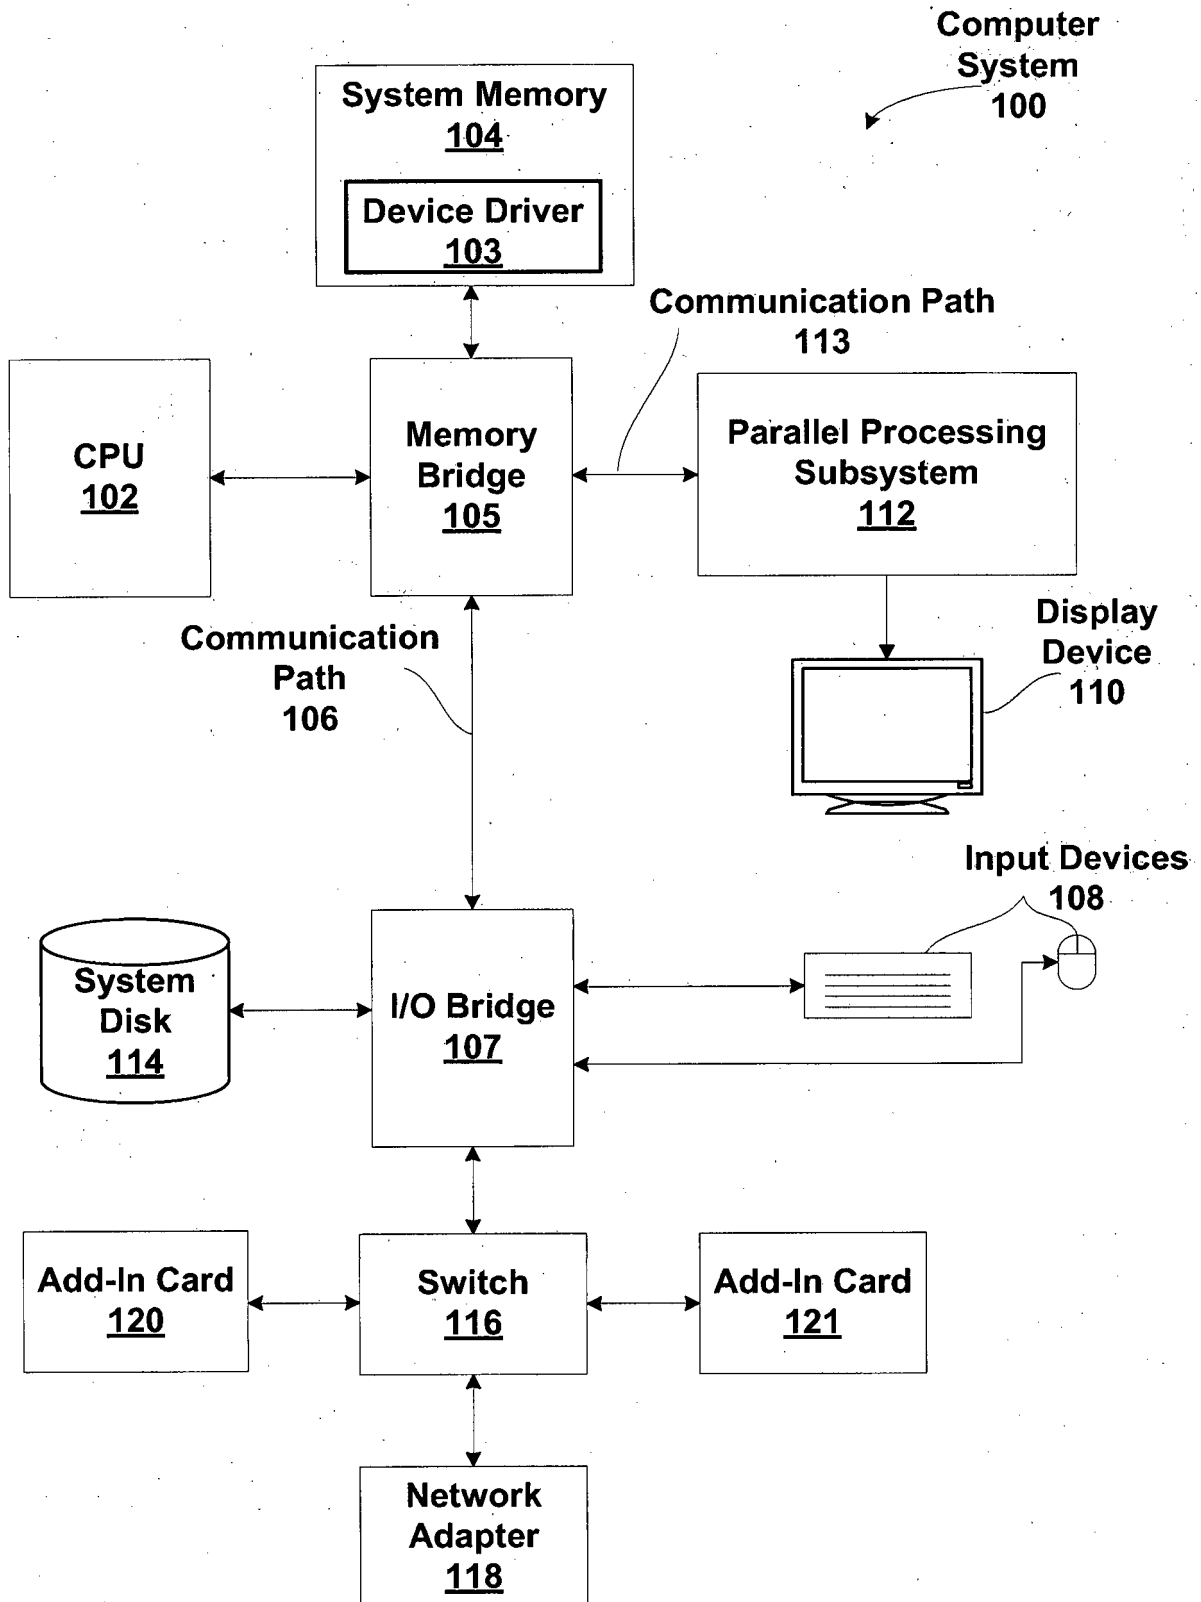 Computer
System
100
System Memory
104
Device Driver
103
Communication Path
113
CPU
102
Memory
Bridge
105
Parallel Processing
Subsystem
112
Communication
Path
106
Display
Device
110
Input Devices
108
System
Disk
114
I/O Bridge
107
Add-In Card
120
Switch
116
Add-In Card
121
Network
Adapter
118